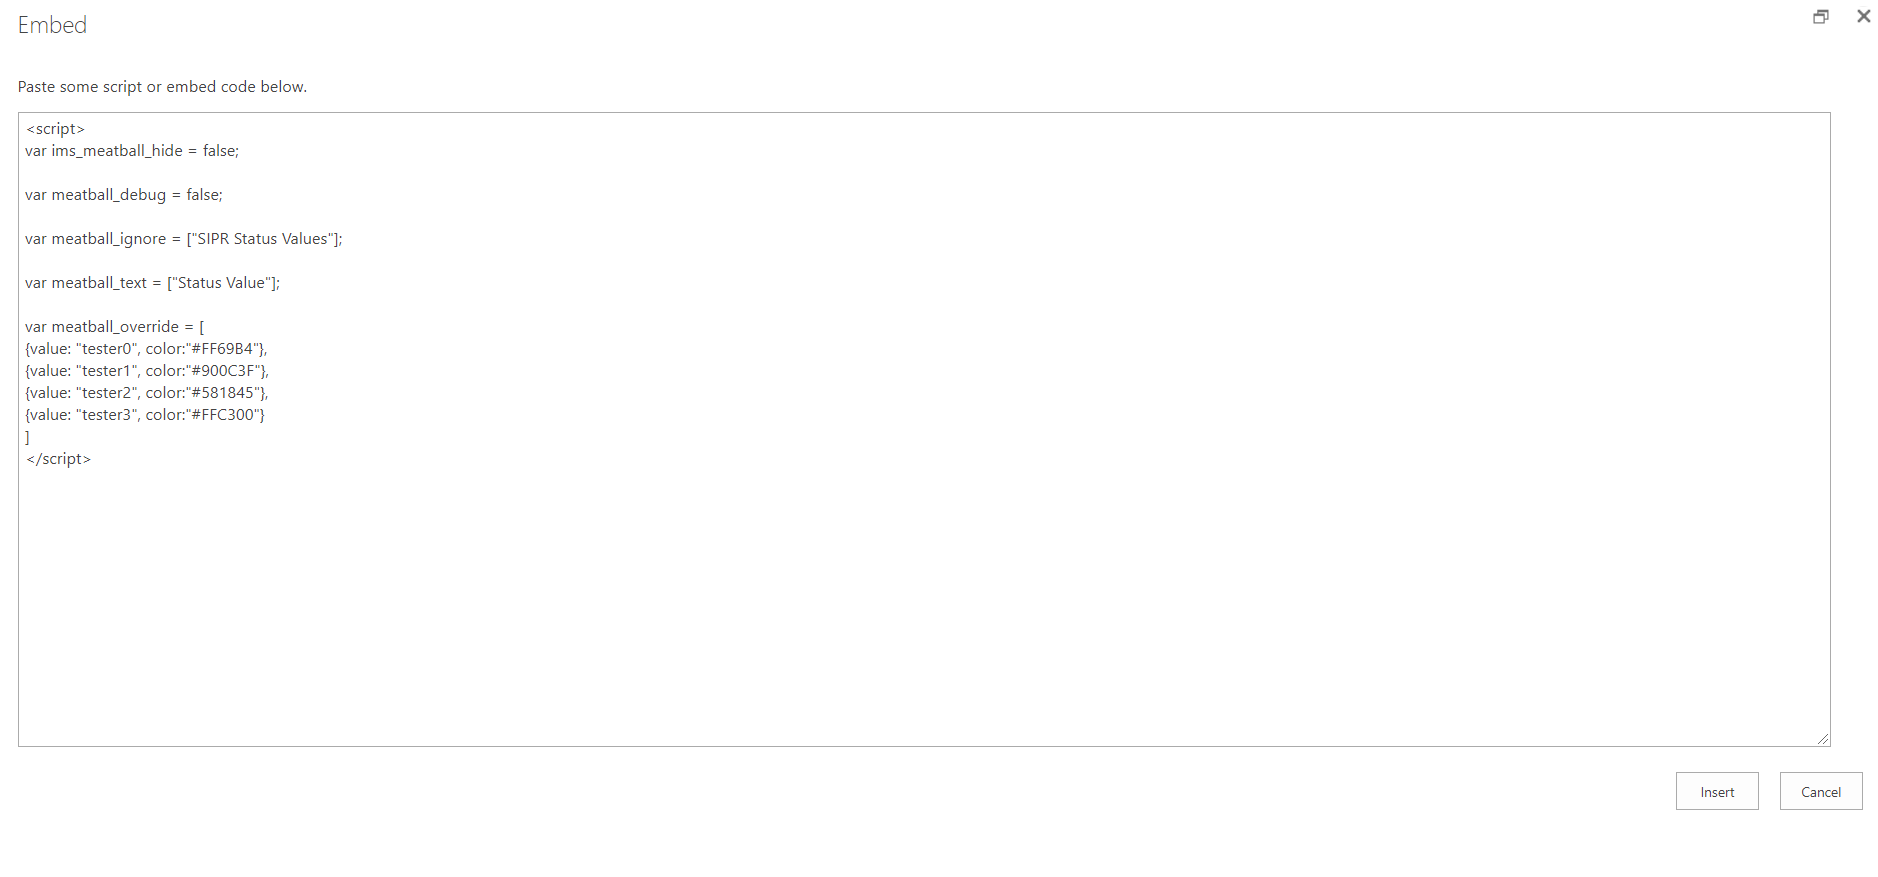 Embed
Paste some script or embed code below.
<script>
var ims_meatball_hide = false;
var meatball_debug = false;
var meatball_ignore = ["SIPR Status Values"];
var meatball_text = ["Status Value"];
var meatball_override = [
{value: "tester0", color:"#FF69B4"},
{value: "tester1", color:"#900C3F"},
{value: "tester2", color:"#581845"},
{value: "tester3", color:"#FFC300"}
]
</script>
Insert
Cancel